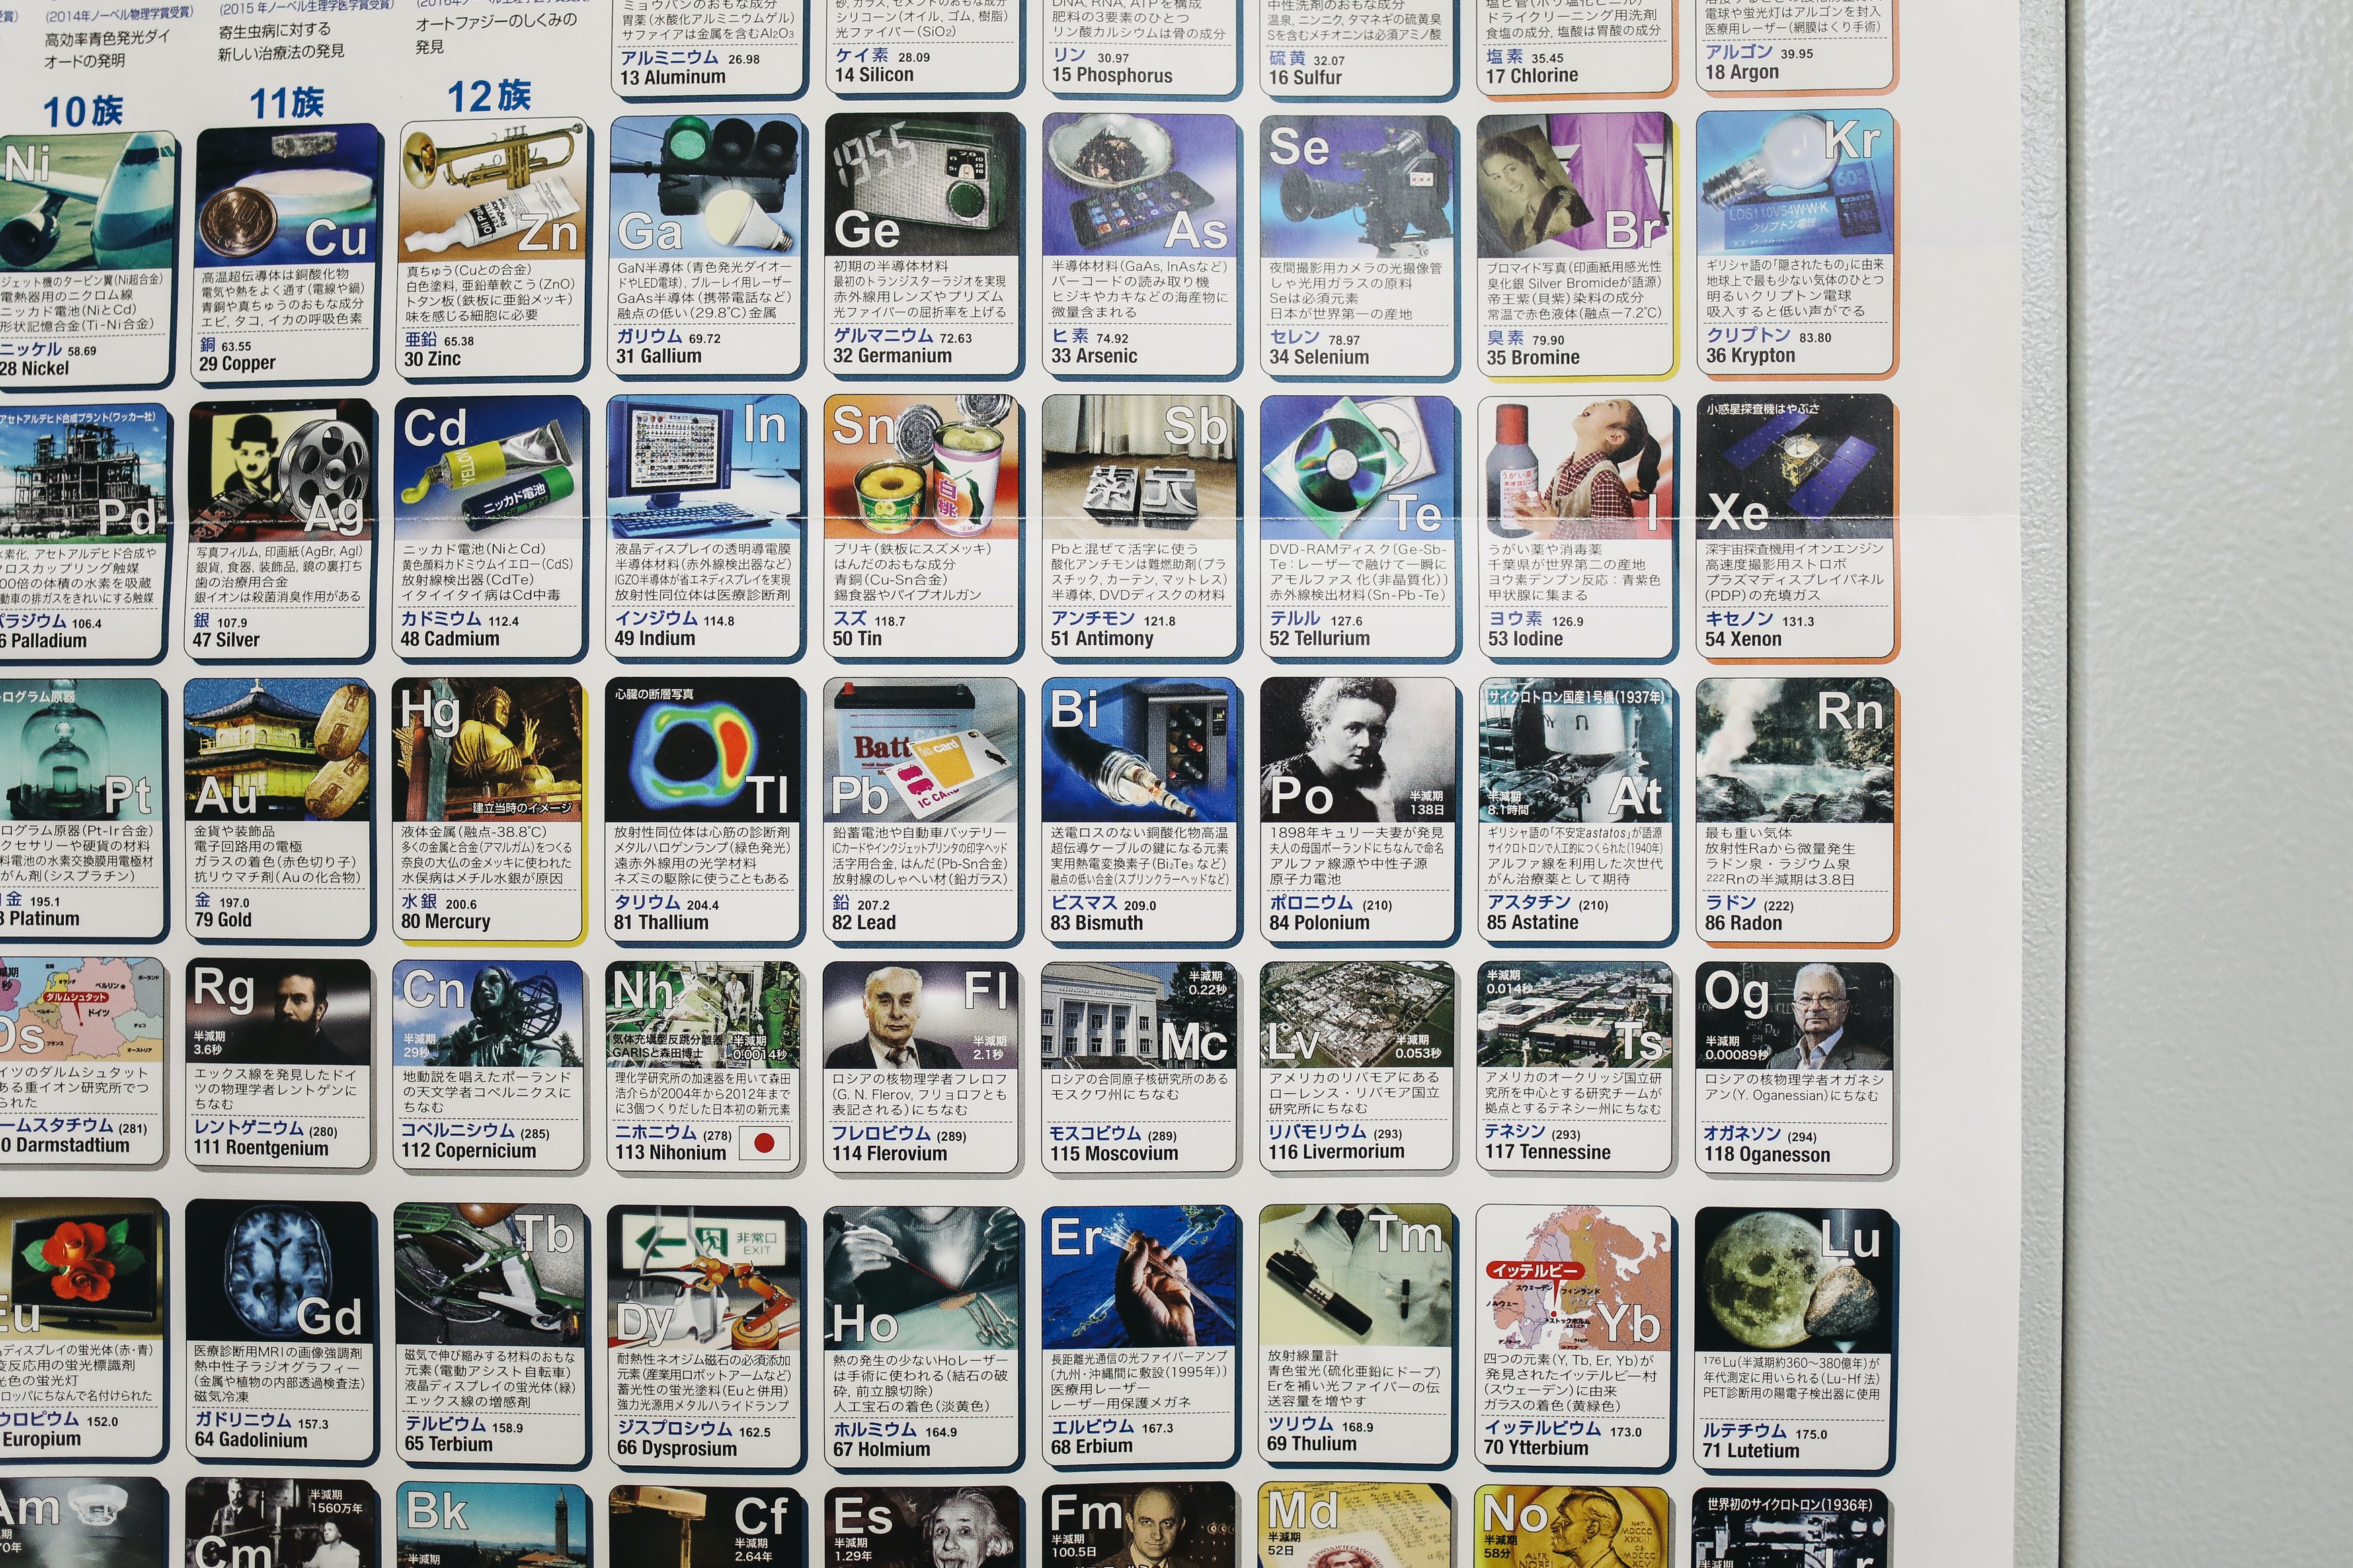 (2014年ノーベル物理学賞受賞)
高効率青色発光ダイ
オードの発明
(2015年ノーベル生理学医学賞受賞)
寄生虫病に対する
新しい治療法の発見
オートファジーのしくみの
発見
10族
11族
12族
胃薬(水酸化アルミニウムゲル)
サファイアは金属を含むAl₂O₃
アルミニウム 26.98
13 Aluminum
シリコーン(オイル, ゴム, 樹脂)
光ファイバー(SiO₂)
ケイ素 28.09
14 Silicon
DNA, RNA, ATPを構成
肥料の3要素のひとつ
リン酸カルシウムは骨の成分
リン 30.97
15 Phosphorus
中性洗剤のおもな成分
温泉, ニンニク, タマネギの硫黄臭
Sを含むメチオニンは必須アミノ酸
硫黄 32.07
16 Sulfur
ドライクリーニング用洗剤
食塩の成分, 塩酸は胃酸の成分
塩素 35.45
17 Chlorine
電球や蛍光灯はアルゴンを封入
医療用レーザー(網膜はくり手術)
アルゴン 39.95
18 Argon
Ni
ジェット機のタービン翼(Ni超合金)
電熱器用のニクロム線
ニッカド電池(NiとCd)
形状記憶合金(Ti-Ni合金)
ニッケル 58.69
28 Nickel
Cu
高温超伝導体は銅酸化物
電気や熱をよく通す(電線や鍋)
青銅や真ちゅうのおもな成分
エビ, タコ, イカの呼吸色素
銅 63.55
29 Copper
Zn
真ちゅう(Cuとの合金)
白色塗料, 亜鉛華軟こう(ZnO)
トタン板(鉄板に亜鉛メッキ)
味を感じる細胞に必要
亜鉛 65.38
30 Zinc
Ga
GaN半導体(青色発光ダイオー
ドやLED電球), ブルーレイ用レーザー
GaAs半導体(携帯電話など)
融点の低い(29.8℃)金属
ガリウム 69.72
31 Gallium
1955
Ge
初期の半導体材料
最初のトランジスターラジオを実現
赤外線用レンズやプリズム
光ファイバーの屈折率を上げる
ゲルマニウム 72.63
32 Germanium
As
半導体材料(GaAs, InAsなど)
バーコードの読み取り機
ヒジキやカキなどの海産物に
微量含まれる
ヒ素 74.92
33 Arsenic
Se
夜間撮影用カメラの光撮像管
しゃ光用ガラスの原料
Seは必須元素
日本が世界第一の産地
セレン 78.97
34 Selenium
Br
ブロマイド写真(印画紙用感光性
臭化銀 Silver Bromideが語源)
帝王紫(貝紫)染料の成分
常温で赤色液体(融点ー7.2℃)
臭素 79.90
35 Bromine
Kr
LDS110V54W・W・K
クリプトン電球
ギリシャ語の「隠されたもの」に由来
地球上で最も少ない気体のひとつ
明るいクリプトン電球
吸入すると低い声がでる
クリプトン 83.80
36 Krypton
アセトアルデヒド合成プラント(ワッカー社)
Pd
水素化, アセトアルデヒド合成や
クロスカップリング触媒
00倍の体積の水素を吸蔵
動車の排ガスをきれいにする触媒
パラジウム 106.4
6 Palladium
Ag
写真フィルム, 印画紙(AgBr, AgI)
銀貨, 食器, 装飾品, 鏡の裏打ち
歯の治療用合金
銀イオンは殺菌消臭作用がある
銀 107.9
47 Silver
Cd
YELLOW
ニッカド電池
ニッカド電池(NiとCd)
黄色顔料カドミウムイエロー(CdS)
放射線検出器(CdTe)
イタイイタイ病はCd中毒
カドミウム 112.4
48 Cadmium
In
液晶ディスプレイの透明導電膜
半導体材料(放射線検出器など)
IGZO半導体が省エネディスプレイを実現
放射性同位体は医療診断剤
インジウム 114.8
49 Indium
Sn
白桃
ブリキ(鉄板にスズメッキ)
はんだのおもな成分
青銅(Cu-Sn合金)
錫食器やパイプオルガン
スズ 118.7
50 Tin
Sb
素元
Pbと混ぜて活字に使う
酸化アンチモンは難燃助剤(プラ
スチック, カーテン, マットレス)
半導体, DVDディスクの材料
アンチモン 121.8
51 Antimony
Te
DVD-RAMディスク(Ge-Sb-
Te:レーザーで融けて一瞬に
アモルファス化(非晶質化))
赤外線検出材料(Sn-Pb-Te)
テルル 127.6
52 Tellurium
うがい薬
I
うがい薬や消毒薬
千葉県が世界第二の産地
ヨウ素デンプン反応:青紫色
甲状腺に集まる
ヨウ素 126.9
53 Iodine
小惑星探査機はやぶさ
Xe
深宇宙探査機用イオンエンジン
高速度撮影用ストロボ
プラズマディスプレイパネル
(PDP)の充填ガス
キセノン 131.3
54 Xenon
ログラム原器
Pt
ログラム原器(Pt-Ir合金)
クセサリーや硬貨の材料
料電池の水素交換膜用電極材
がん剤(シスプラチン)
金 195.1
8 Platinum
Au
金貨や装飾品
電子回路用の電極
ガラスの着色(赤色切り子)
抗リウマチ剤(Auの化合物)
金 197.0
79 Gold
Hg
建立当時のイメージ
液体金属(融点-38.8℃)
多くの金属と合金(アマルガム)をつくる
奈良の大仏の金メッキに使われた
水俣病はメチル水銀が原因
水銀 200.6
80 Mercury
心臓の断層写真
Tl
放射性同位体は心筋の診断剤
メタルハロゲンランプ(緑色発光)
遠赤外線用の光学材料
ネズミの駆除に使うこともある
タリウム 204.4
81 Thallium
Batt
IC CA
Pb
鉛蓄電池や自動車バッテリー
ICカードやインクジェットプリンタの印字ヘッド
活字用合金, はんだ(Pb-Sn合金)
放射線のしゃへい材(鉛ガラス)
鉛 207.2
82 Lead
Bi
送電ロスのない銅酸化物高温
超伝導ケーブルの鍵になる元素
実用熱電変換素子(Bi₂Te₃ など)
融点の低い合金(スプリンクラーヘッドなど)
ビスマス 209.0
83 Bismuth
Po
半減期
138日
1898年キュリー夫妻が発見
夫人の母国ポーランドにちなんで命名
アルファ線源や中性子源
原子力電池
ポロニウム (210)
84 Polonium
サイクロトロン国産1号機(1937年)
半減期
8.1時間
At
ギリシャ語の「不安定astatos」が語源
サイクロトロンで人工的につくられた(1940年)
アルファ線を利用した次世代
がん治療薬として期待
アスタチン (210)
85 Astatine
Rn
最も重い気体
放射性Raから微量発生
ラドン泉・ラジウム泉
²²²Rnの半減期は3.8日
ラドン (222)
86 Radon
ダルムシュタット
ベルリン
ドイツ
Ds
イツのダルムシュタット
ある重イオン研究所でつ
られた
ームスタチウム (281)
0 Darmstadtium
Rg
半減期
3.6秒
エックス線を発見したドイ
ツの物理学者レントゲンに
ちなむ
レントゲニウム (280)
111 Roentgenium
Cn
半減期
29秒
地動説を唱えたポーランド
の天文学者コペルニクスに
ちなむ
コペルニシウム (285)
112 Copernicium
Nh
気体充填型反跳分離器
GARISと森田博士
半減期
0.0014秒
理化学研究所の加速器を用いて森田
浩介らが2004年から2012年まで
に3個つくりだした日本初の新元素
ニホニウム (278)
113 Nihonium
Fl
半減期
2.1秒
ロシアの核物理学者フレロフ
(G. N. Flerov, フリョロフとも
表記される)にちなむ
フレロビウム (289)
114 Flerovium
半減期
0.22秒
Mc
ロシアの合同原子核研究所のある
モスクワ州にちなむ
モスコビウム (289)
115 Moscovium
Lv
半減期
0.053秒
アメリカのリバモアにある
ローレンス・リバモア国立
研究所にちなむ
リバモリウム (293)
116 Livermorium
半減期
0.014秒
Ts
アメリカのオークリッジ国立研
究所を中心とする研究チームが
拠点とするテネシー州にちなむ
テネシン (293)
117 Tennessine
Og
半減期
0.00089秒
ロシアの核物理学者オガネシ
アン(Y. Oganessian)にちなむ
オガネソン (294)
118 Oganesson
Eu
ディスプレイの蛍光体(赤・青)
疫反応用の蛍光標識剤
光色の蛍光灯
ロッパにちなんで名付けられた
ウロピウム 152.0
Europium
Gd
医療診断用MRIの画像強調剤
熱中性子ラジオグラフィー
(金属や植物の内部透過検査法)
磁気冷凍
ガドリニウム 157.3
64 Gadolinium
Tb
磁気で伸び縮みする材料のおもな
元素(電動アシスト自転車)
液晶ディスプレイの蛍光体(緑)
エックス線の増感剤
テルビウム 158.9
65 Terbium
非常口
EXIT
Dy
耐熱性ネオジム磁石の必須添加
元素(産業用ロボットアームなど)
蓄光性の蛍光塗料(Euと併用)
強力光源用メタルハライドランプ
ジスプロシウム 162.5
66 Dysprosium
Ho
熱の発生の少ないHoレーザー
は手術に使われる(結石の破
砕, 前立腺切除)
人工宝石の着色(淡黄色)
ホルミウム 164.9
67 Holmium
Er
長距離光通信の光ファイバーアンプ
(九州・沖縄間に敷設(1995年))
医療用レーザー
レーザー用保護メガネ
エルビウム 167.3
68 Erbium
Tm
放射線量計
青色蛍光(硫化亜鉛にドープ)
Erを補い光ファイバーの伝
送容量を増やす
ツリウム 168.9
69 Thulium
イッテルビー
スウェーデン
フィンランド
ノルウェー
ストックホルム
Yb
四つの元素(Y, Tb, Er, Yb)が
発見されたイッテルビー村
(スウェーデン)に由来
ガラスの着色(黄緑色)
イッテルビウム 173.0
70 Ytterbium
Lu
¹⁷⁶Lu(半減期約360〜380億年)が
年代測定に用いられる(Lu-Hf法)
PET診断用の陽電子検出器に使用
ルテチウム 175.0
71 Lutetium
Am
Cm
半減期
1560万年
Bk
半減期
Cf
半減期
2.64年
Es
半減期
1.29年
Fm
半減期
100.5日
Md
半減期
52日
No
半減期
58分
世界初のサイクロトロン(1936年)
半減期
Lr